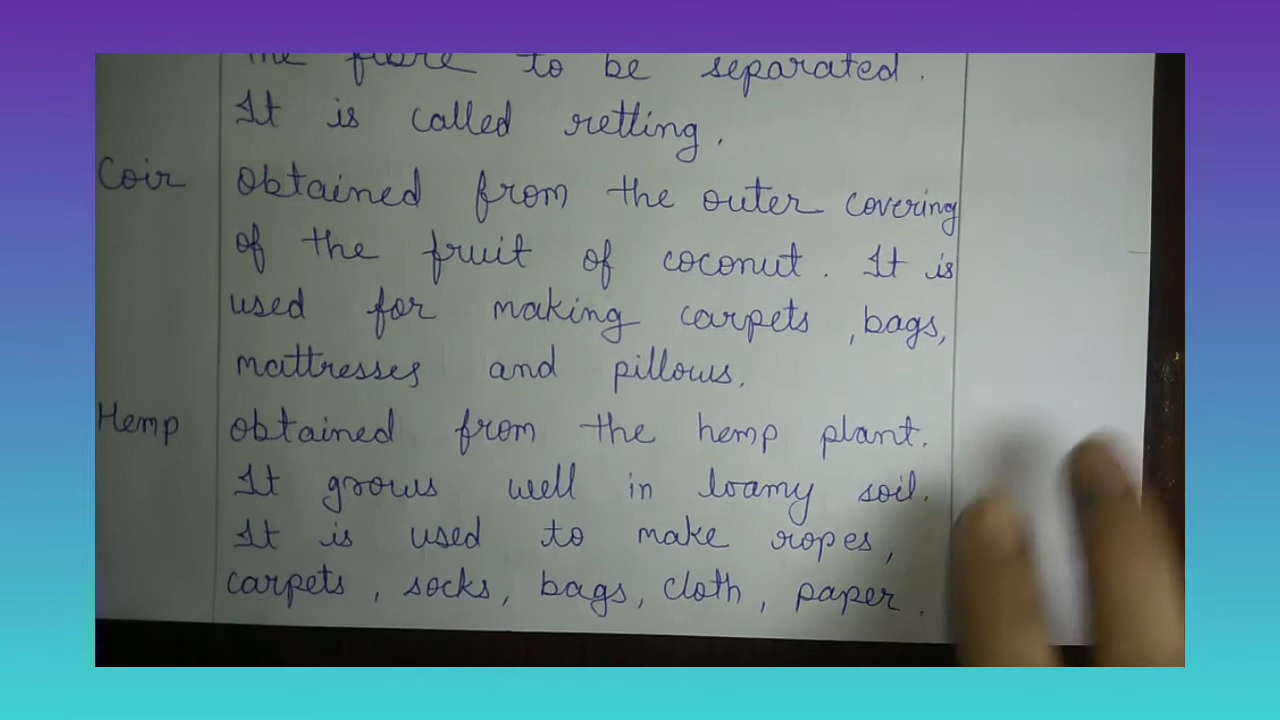 The fibre to be separated.
It is called retting.
Coir obtained from the outer covering
of the fruit of coconut. It is
used for making carpets, bags,
mattresses and pillows.
Hemp obtained from the hemp plant.
It grows well in loamy soil.
It is used to make ropes,
carpets, socks, bags, cloth, paper.